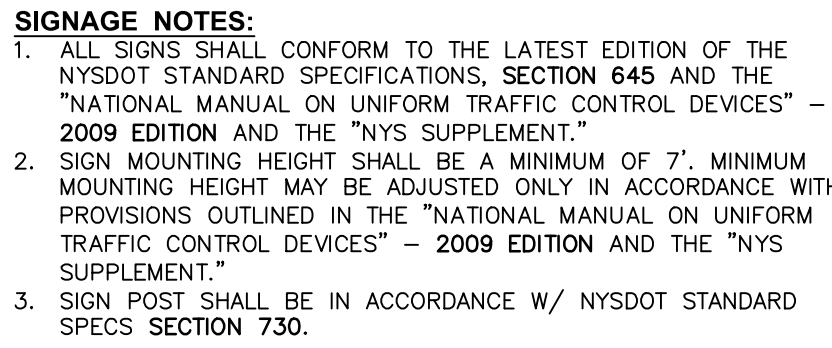 SIGNAGE NOTES:
1. ALL SIGNS SHALL CONFORM TO THE LATEST EDITION OF THE
NYSDOT STANDARD SPECIFICATIONS, SECTION 645 AND THE
"NATIONAL MANUAL ON UNIFORM TRAFFIC CONTROL DEVICES" –
2009 EDITION AND THE "NYS SUPPLEMENT."
2. SIGN MOUNTING HEIGHT SHALL BE A MINIMUM OF 7'. MINIMUM
MOUNTING HEIGHT MAY BE ADJUSTED ONLY IN ACCORDANCE WITH
PROVISIONS OUTLINED IN THE "NATIONAL MANUAL ON UNIFORM
TRAFFIC CONTROL DEVICES" – 2009 EDITION AND THE "NYS
SUPPLEMENT."
3. SIGN POST SHALL BE IN ACCORDANCE W/ NYSDOT STANDARD
SPECS SECTION 730.